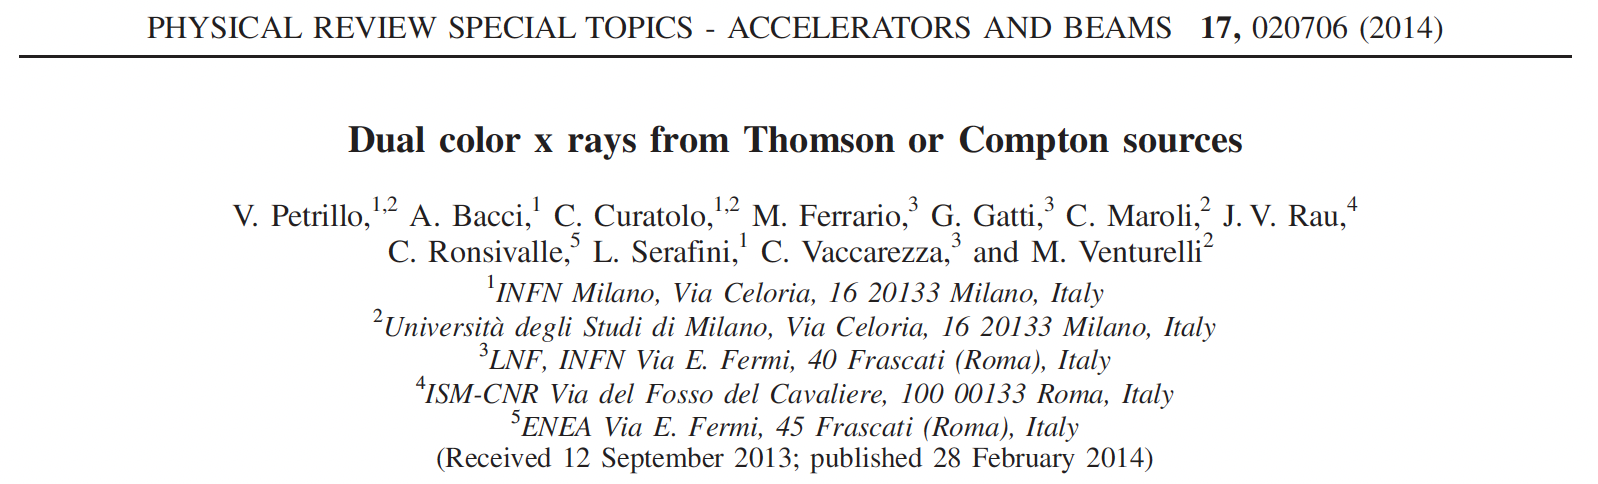 PHYSICAL REVIEW SPECIAL TOPICS - ACCELERATORS AND BEAMS 17, 020706 (2014)
Dual color x rays from Thomson or Compton sources
V. Petrillo,1,2 A. Bacci,1 C. Curatolo,1,2 M. Ferrario,3 G. Gatti,3 C. Maroli,2 J. V. Rau,4
C. Ronsivalle,5 L. Serafini,1 C. Vaccarezza,3 and M. Venturelli2
1INFN Milano, Via Celoria, 16 20133 Milano, Italy
2Università degli Studi di Milano, Via Celoria, 16 20133 Milano, Italy
3LNF, INFN Via E. Fermi, 40 Frascati (Roma), Italy
4ISM-CNR Via del Fosso del Cavaliere, 100 00133 Roma, Italy
5ENEA Via E. Fermi, 45 Frascati (Roma), Italy
(Received 12 September 2013; published 28 February 2014)